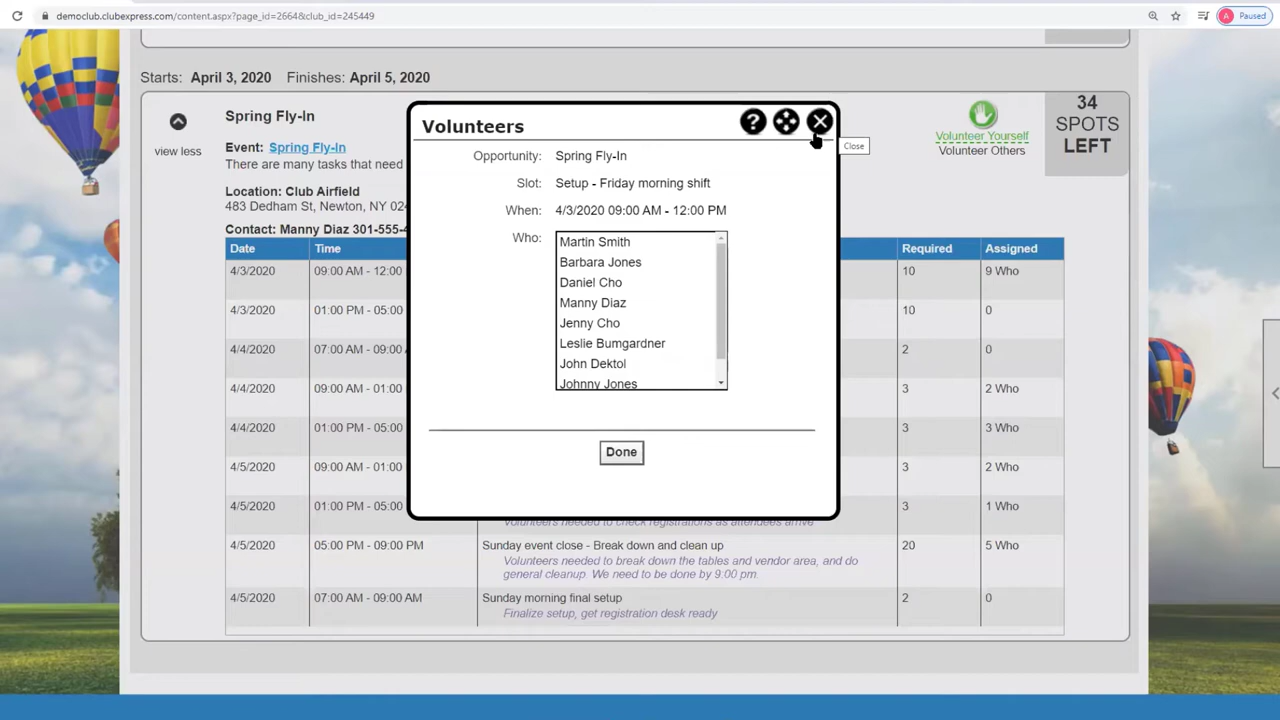 democlub.clubexpress.com/content.aspx?page_id=2664&club_id=245449
A Paused
Starts: April 3, 2020 Finishes: April 5, 2020
view less
Spring Fly-In
Event: Spring Fly-In
There are many tasks that need
Location: Club Airfield
483 Dedham St, Newton, NY 024
Contact: Manny Diaz 301-555-4
Volunteer Yourself
Volunteer Others
34
SPOTS
LEFT
Volunteers
?
Close
Opportunity: Spring Fly-In
Slot: Setup - Friday morning shift
When: 4/3/2020 09:00 AM - 12:00 PM
Who:
Martin Smith
Barbara Jones
Daniel Cho
Manny Diaz
Jenny Cho
Leslie Bumgardner
John Dektol
Johnny Jones
Done
Date Time Required Assigned
4/3/2020 09:00 AM - 12:00 10 9 Who
4/3/2020 01:00 PM - 05:00 10 0
4/4/2020 07:00 AM - 09:00 2 0
4/4/2020 09:00 AM - 01:00 3 2 Who
4/4/2020 01:00 PM - 05:00 3 3 Who
4/5/2020 09:00 AM - 01:00 3 2 Who
4/5/2020 01:00 PM - 05:00 3 1 Who
Volunteers needed to check registrations as attendees arrive
4/5/2020 05:00 PM - 09:00 PM Sunday event close - Break down and clean up 20 5 Who
Volunteers needed to break down the tables and vendor area, and do
general cleanup. We need to be done by 9:00 pm.
4/5/2020 07:00 AM - 09:00 AM Sunday morning final setup 2 0
Finalize setup, get registration desk ready